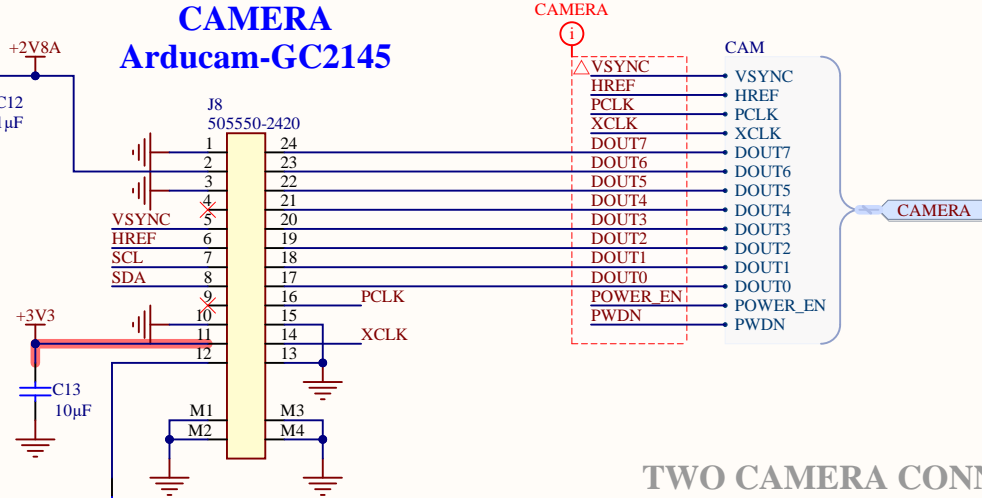 CAMERA
Arducam-GC2145
CAMERA
i
+2V8A
CAM
C12
1µF
J8
505550-2420
VSYNC
HREF
PCLK
XCLK
DOUT7
DOUT6
DOUT5
DOUT4
DOUT3
DOUT2
DOUT1
DOUT0
POWER_EN
PWDN
VSYNC
HREF
PCLK
XCLK
DOUT7
DOUT6
DOUT5
DOUT4
DOUT3
DOUT2
DOUT1
DOUT0
POWER_EN
PWDN
CAMERA
1 24
2 23
3 22
4 21
VSYNC 5 20
HREF 6 19
SCL 7 18
SDA 8 17
9 16 PCLK
10 15
11 14 XCLK
12 13
+3V3
C13
10µF
M1 M3
M2 M4
TWO CAMERA